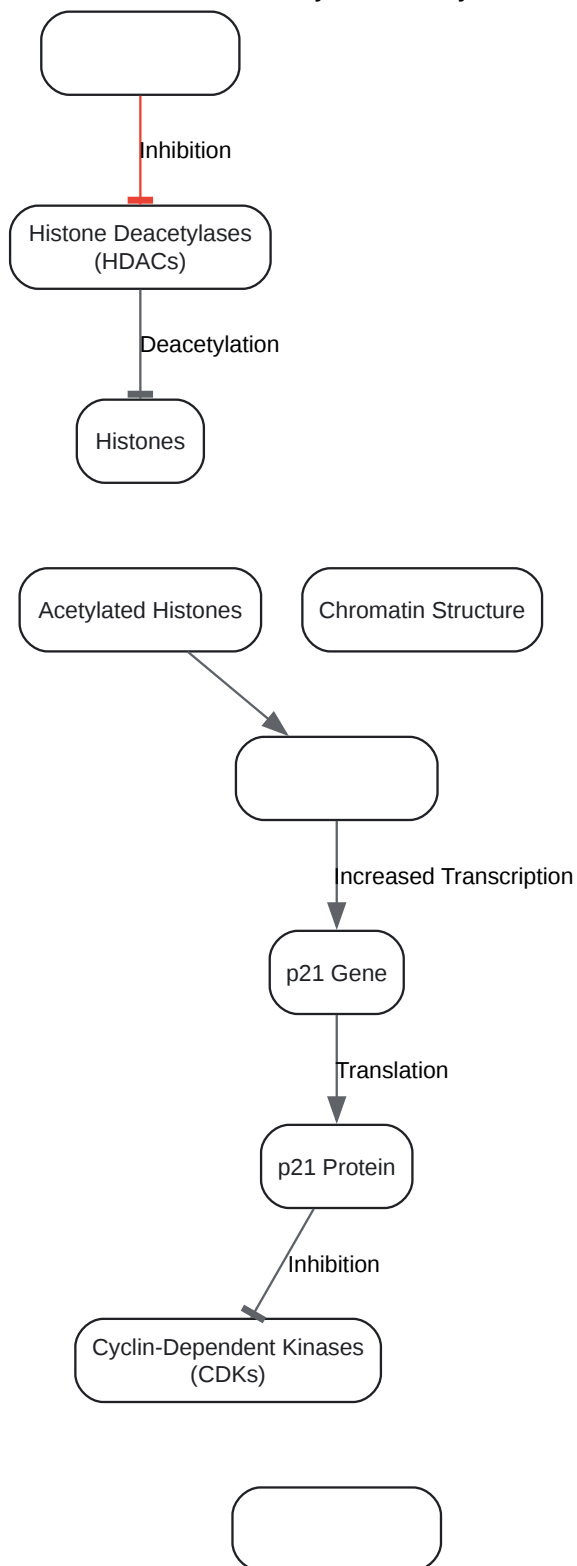 Inhibition
Histone Deacetylases
(HDACs)
Deacetylation
Histones
Acetylated Histones
Chromatin Structure
Increased Transcription
p21 Gene
Translation
p21 Protein
Inhibition
Cyclin-Dependent Kinases
(CDKs)